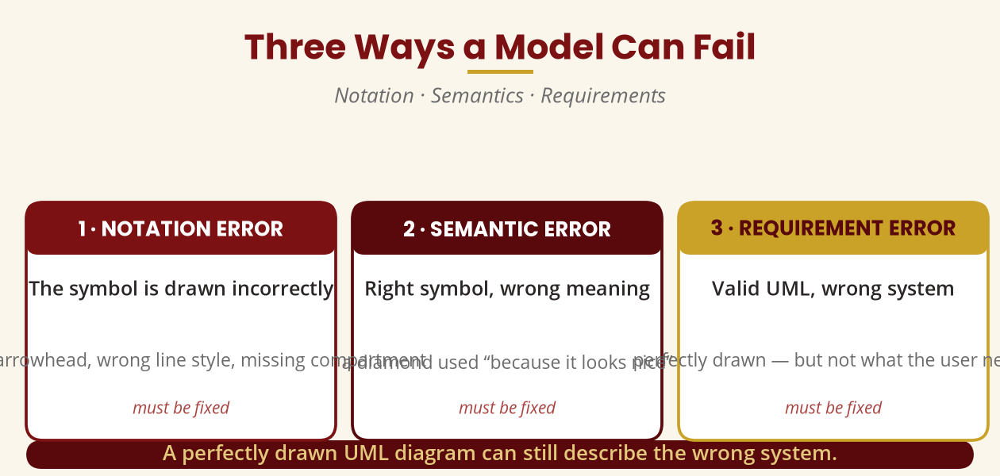 Three Ways a Model Can Fail
Notation · Semantics · Requirements
1 · NOTATION ERROR
The symbol is drawn incorrectly
arrowhead, wrong line style, missing compartment
must be fixed
2 · SEMANTIC ERROR
Right symbol, wrong meaning
a diamond used “because it looks nice”
must be fixed
3 · REQUIREMENT ERROR
Valid UML, wrong system
perfectly drawn — but not what the user
must be fixed
A perfectly drawn UML diagram can still describe the wrong system.